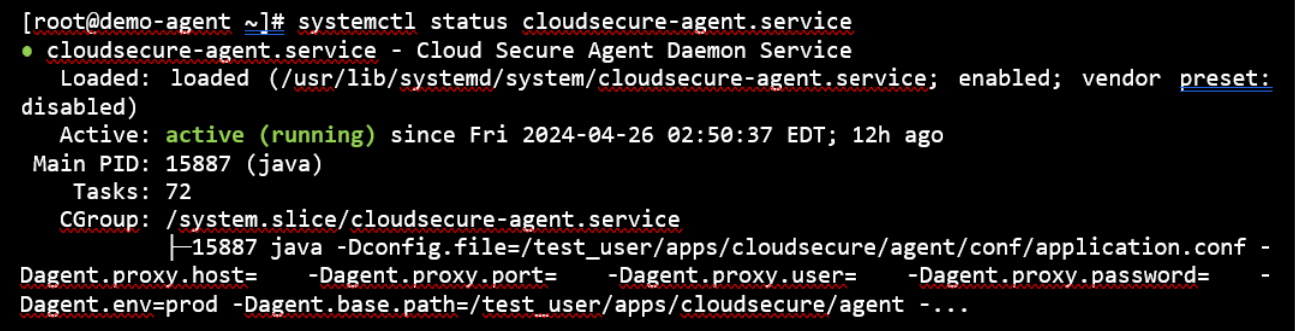 [root@demo-agent ~]# systemctl status cloudsecure-agent.service
● cloudsecure-agent.service - Cloud Secure Agent Daemon Service
Loaded: loaded (/usr/lib/systemd/system/cloudsecure-agent.service; enabled; vendor preset:
disabled)
Active: active (running) since Fri 2024-04-26 02:50:37 EDT; 12h ago
Main PID: 15887 (java)
Tasks: 72
CGroup: /system.slice/cloudsecure-agent.service
├─15887 java -Dconfig.file=/test_user/apps/cloudsecure/agent/conf/application.conf -
Dagent.proxy.host= -Dagent.proxy.port= -Dagent.proxy.user= -Dagent.proxy.password= -
Dagent.env=prod -Dagent.base.path=/test_user/apps/cloudsecure/agent -...